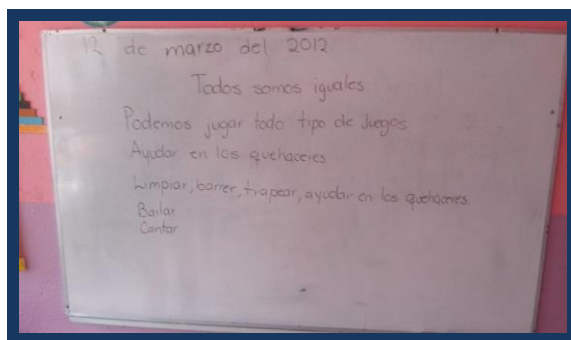 12 de marzo del 2012.
Todos somos iguales
Podemos jugar todo tipo de Juegos
Ayudar en los quehaceres
Limpiar, barrer, trapear, ayudar en los quehaceres.
Bailar
Cantar